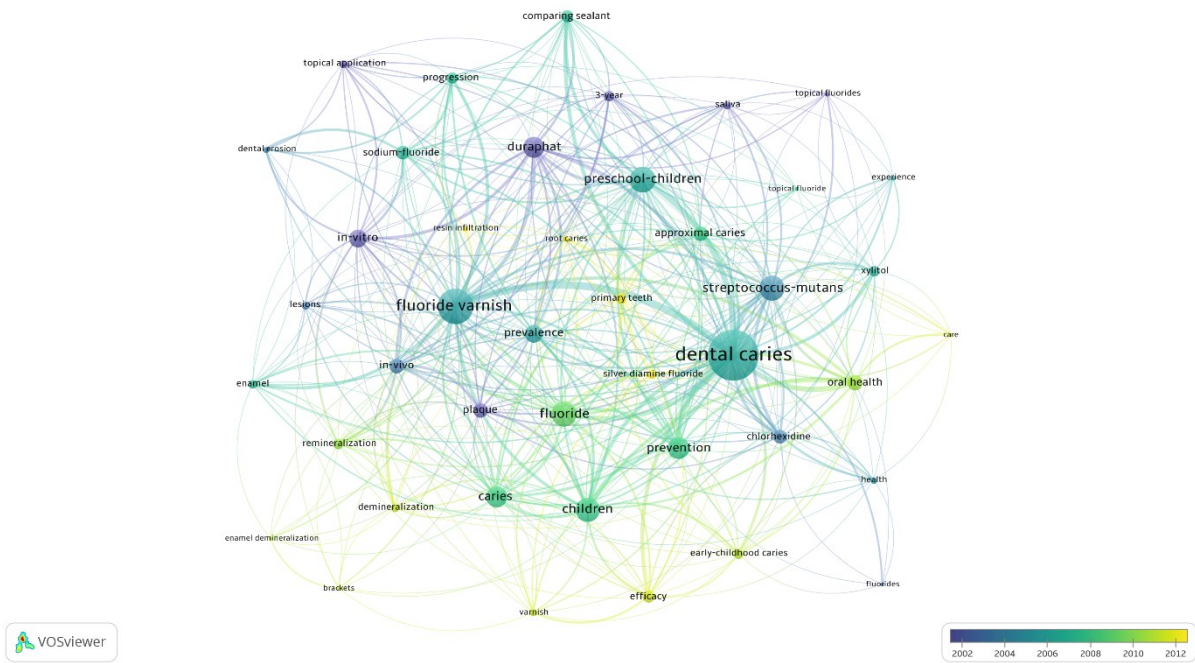 comparing sealant
topical application
progression
3-year
topical fluorides
saliva
dental erosion
sodium-fluoride
duraphat
preschool-children
topical fluoride
experience
resin infiltration
root caries
approximal caries
in-vitro
xylitol
streptococcus-mutans
lesions
fluoride varnish
primary teeth
prevalence
care
dental caries
in-vivo
silver diamine fluoride
enamel
oral health
plaque
fluoride
remineralization
prevention
chlorhexidine
health
caries
demineralization
children
enamel demineralization
early-childhood caries
brackets
fluorides
efficacy
varnish
VOSviewer
2002 2004 2006 2008 2010 2012